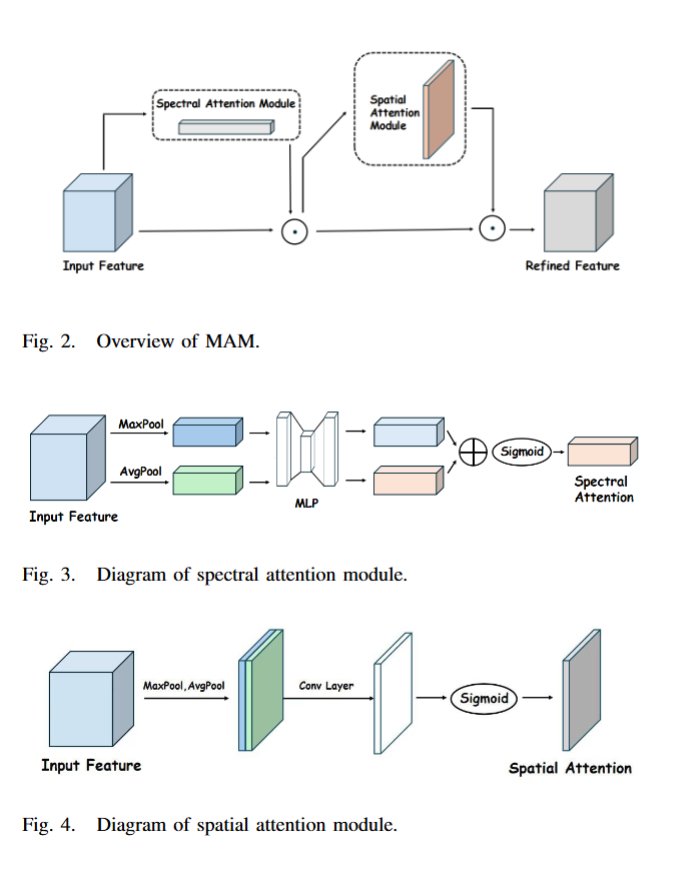 Spectral Attention Module
Spatial
Attention
Module
Input Feature
Refined Feature
Fig. 2. Overview of MAM.
MaxPool
AvgPool
Input Feature
MLP
Sigmoid
Spectral
Attention
Fig. 3. Diagram of spectral attention module.
MaxPool,AvgPool
Conv Layer
Sigmoid
Input Feature
Spatial Attention
Fig. 4. Diagram of spatial attention module.